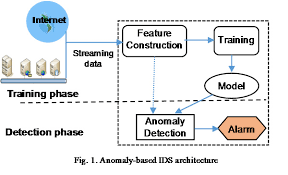 Internet
Streaming
data
Feature
Construction
Training
Model
Training phase
Detection phase
Anomaly
Detection
Alarm
Fig. 1. Anomaly-based IDS architecture